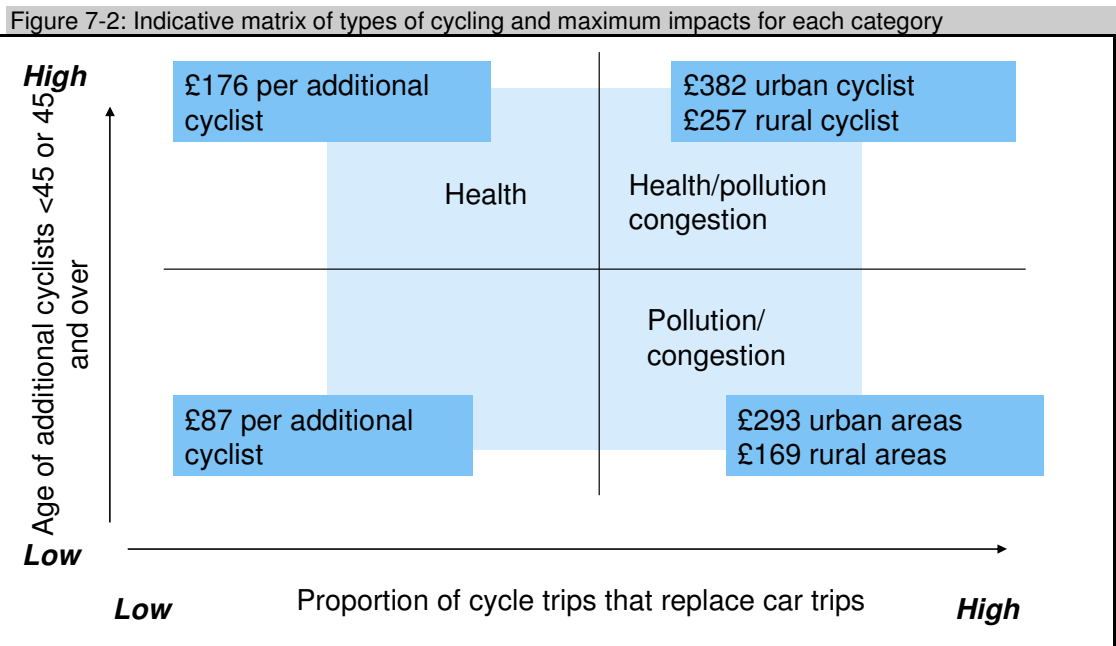 Figure 7-2: Indicative matrix of types of cycling and maximum impacts for each category
High
£176 per additional
cyclist
£382 urban cyclist
£257 rural cyclist
Health
Health/pollution
congestion
Age of additional cyclists <45 or 45
and over
Pollution/
congestion
£87 per additional
cyclist
£293 urban areas
£169 rural areas
Low
Low
Proportion of cycle trips that replace car trips
High